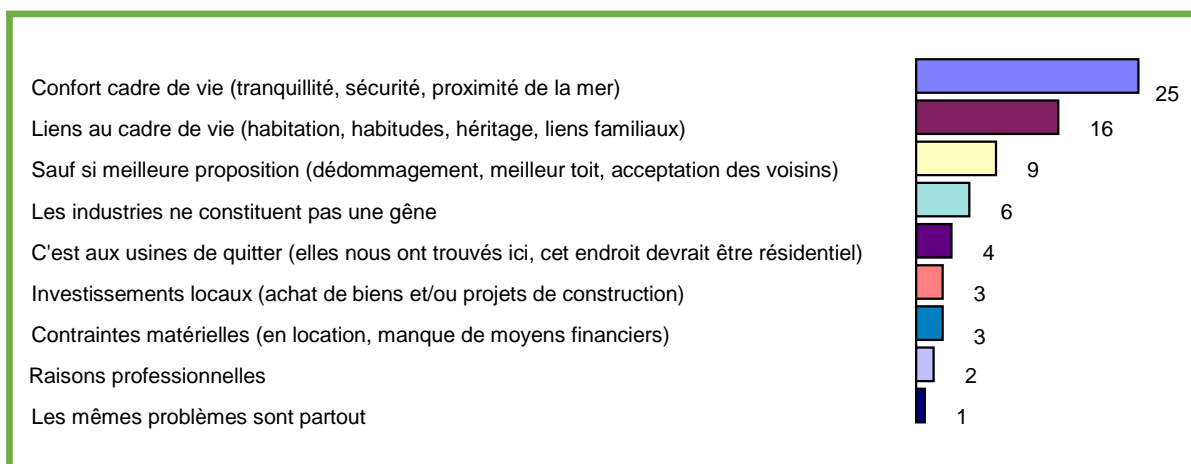 Confort cadre de vie (tranquillité, sécurité, proximité de la mer) 25
Liens au cadre de vie (habitation, habitudes, héritage, liens familiaux) 16
Sauf si meilleure proposition (dédommagement, meilleur toit, acceptation des voisins) 9
Les industries ne constituent pas une gêne 6
C'est aux usines de quitter (elles nous ont trouvés ici, cet endroit devrait être résidentiel) 4
Investissements locaux (achat de biens et/ou projets de construction) 3
Contraintes matérielles (en location, manque de moyens financiers) 3
Raisons professionnelles 2
Les mêmes problèmes sont partout 1